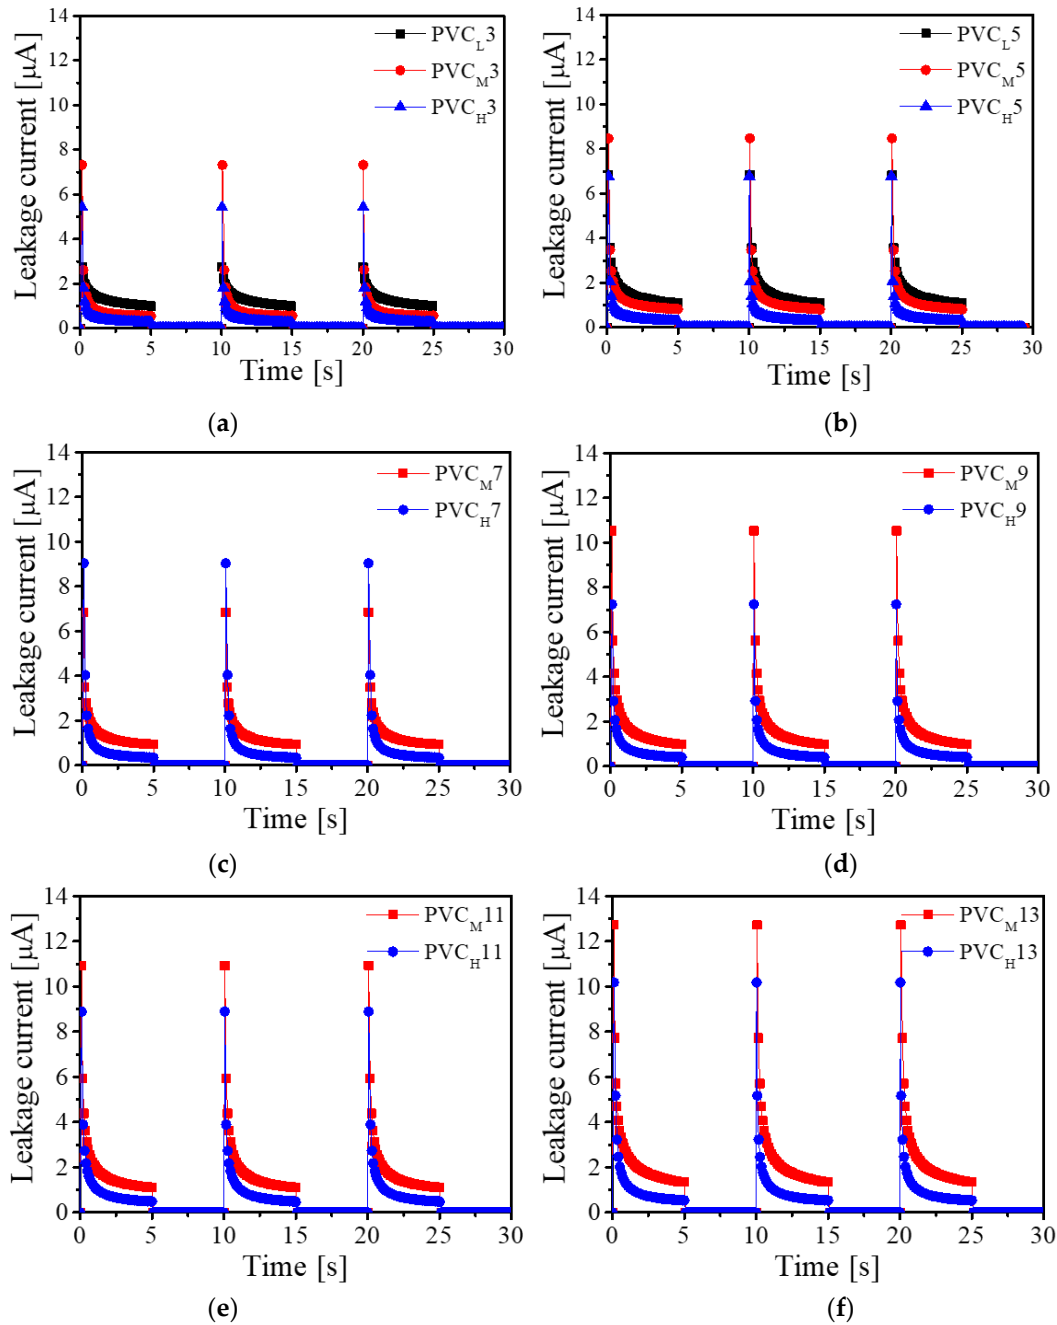 14
12
10
8
6
4
2
0
Leakage current [μA]
PVC_L3
PVC_M3
PVC_H3
0 5 10 15 20 25 30
Time [s]
(a)
14
12
10
8
6
4
2
0
Leakage current [μA]
PVC_L5
PVC_M5
PVC_H5
0 5 10 15 20 25 30
Time [s]
(b)
14
12
10
8
6
4
2
0
Leakage current [μA]
PVC_M7
PVC_H7
0 5 10 15 20 25 30
Time [s]
(c)
14
12
10
8
6
4
2
0
Leakage current [μA]
PVC_M9
PVC_H9
0 5 10 15 20 25 30
Time [s]
(d)
14
12
10
8
6
4
2
0
Leakage current [μA]
PVC_M11
PVC_H11
0 5 10 15 20 25 30
Time [s]
(e)
14
12
10
8
6
4
2
0
Leakage current [μA]
PVC_M13
PVC_H13
0 5 10 15 20 25 30
Time [s]
(f)